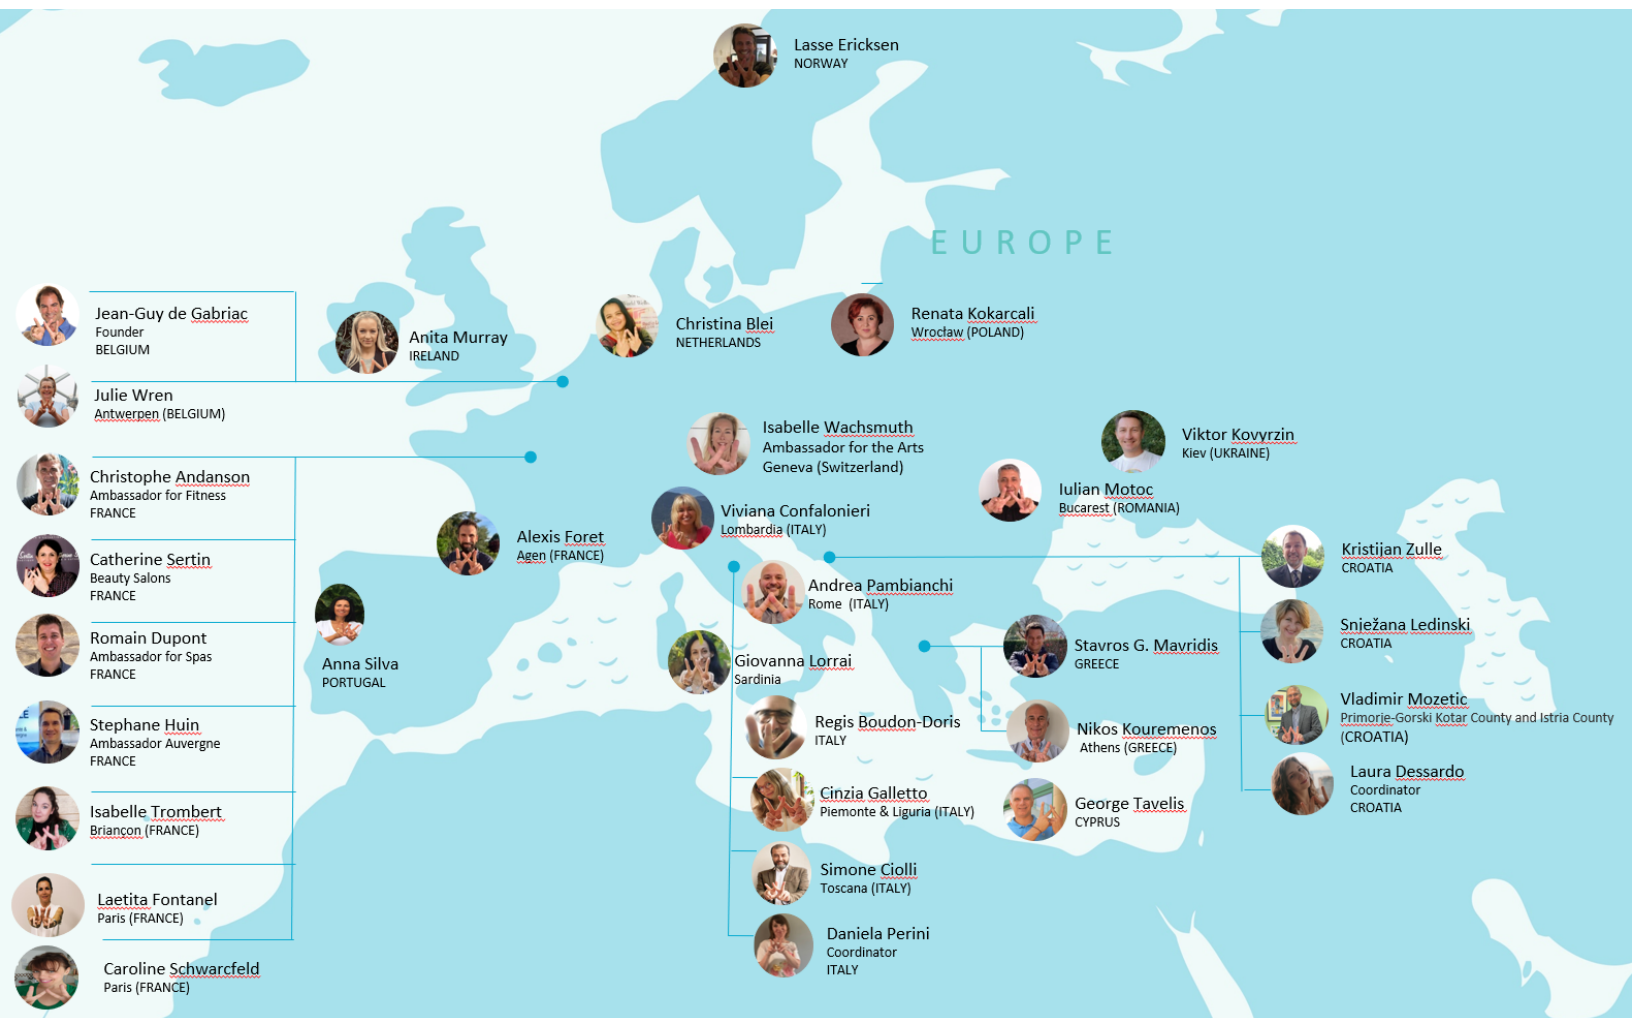 Lasse Ericksen
NORWAY
EUROPE
Jean-Guy de Gabriac
Founder
BELGIUM
Julie Wren
Antwerpen (BELGIUM)
Anita Murray
IRELAND
Christina Blei
NETHERLANDS
Renata Kokarcali
Wrocław (POLAND)
Christophe Andanson
Ambassador for Fitness
FRANCE
Catherine Sertin
Beauty Salons
FRANCE
Romain Dupont
Ambassador for Spas
FRANCE
Stephane Huin
Ambassador Auvergne
FRANCE
Isabelle Trombert
Briançon (FRANCE)
Laetita Fontanel
Paris (FRANCE)
Caroline Schwarcfeld
Paris (FRANCE)
Alexis Foret
Agen (FRANCE)
Anna Silva
PORTUGAL
Isabelle Wachsmuth
Ambassador for the Arts
Geneva (Switzerland)
Viviana Confalonieri
Lombardia (ITALY)
Andrea Pambianchi
Rome (ITALY)
Giovanna Lorrai
Sardinia
Regis Boudon-Doris
ITALY
Cinzia Galletto
Piemonte & Liguria (ITALY)
Simone Ciolli
Toscana (ITALY)
Daniela Perini
Coordinator
ITALY
Viktor Kovyrzin
Kiev (UKRAINE)
Iulian Motoc
Bucarest (ROMANIA)
Stavros G. Mavridis
GREECE
Nikos Kouremenos
Athens (GREECE)
George Tavelis
CYPRUS
Kristijan Zulle
CROATIA
Sniežana Ledinski
CROATIA
Vladimir Mozetic
Primorje-Gorski Kotar County and Istria County
(CROATIA)
Laura Dessardo
Coordinator
CROATIA